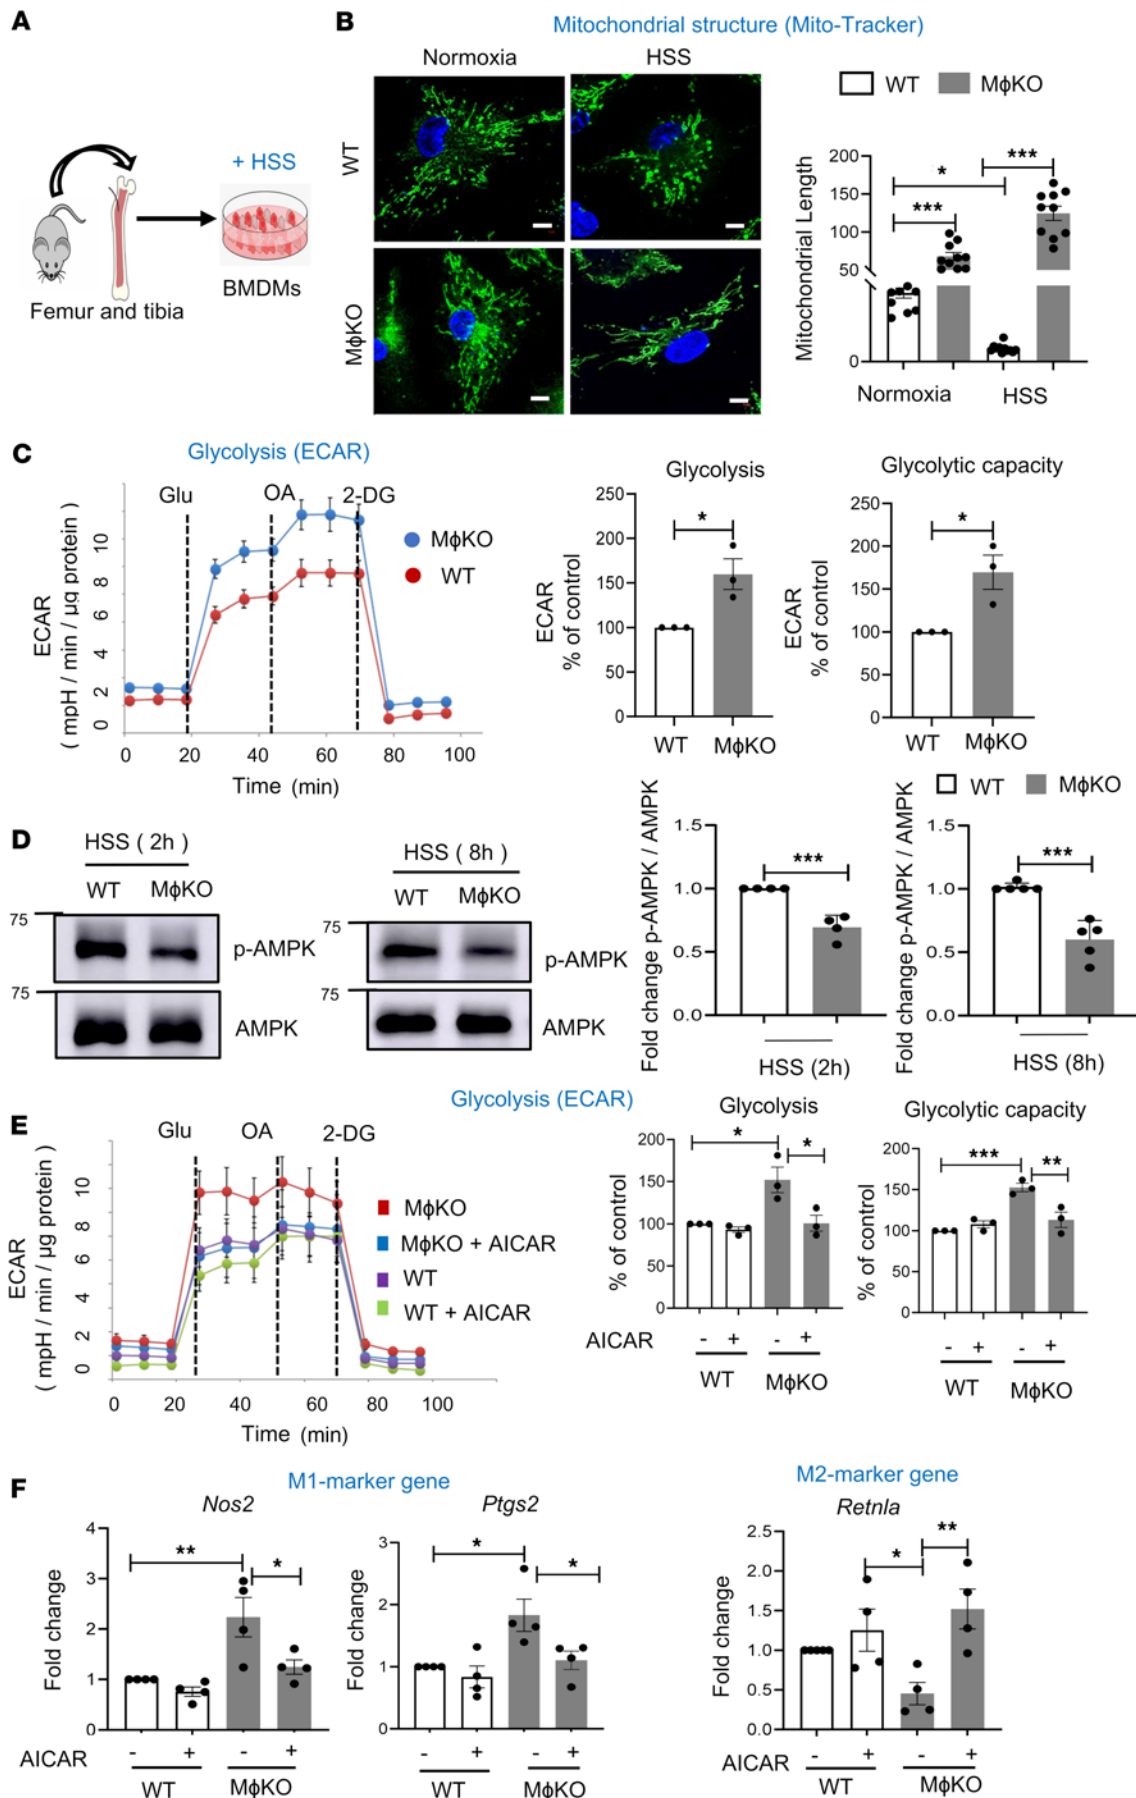 A
+ HSS
BMDMs
Femur and tibia
B
Mitochondrial structure (Mito-Tracker)
Normoxia
HSS
WT
MϕKO
WT
MϕKO
Mitochondrial Length
200
150
100
50
0
*
***
***
Normoxia
HSS
C
Glycolysis (ECAR)
Glu
OA
2-DG
ECAR
( mpH / min / µg protein)
10
8
6
4
2
0
0
20
40
60
80
100
Time (min)
MϕKO
WT
Glycolysis
ECAR
% of control
250
200
150
100
50
0
*
WT
MϕKO
Glycolytic capacity
ECAR
% of control
250
200
150
100
50
0
*
WT
MϕKO
D
HSS ( 2h)
WT
MϕKO
75
p-AMPK
75
AMPK
HSS ( 8h)
WT
MϕKO
75
p-AMPK
75
AMPK
WT
MϕKO
Fold change p-AMPK / AMPK
1.5
1.0
0.5
0.0
***
HSS (2h)
Fold change p-AMPK / AMPK
1.5
1.0
0.5
0.0
***
HSS (8h)
E
Glycolysis (ECAR)
Glu
OA
2-DG
ECAR
( mpH / min / µg protein)
10
8
6
4
2
0
0
20
40
60
80
100
Time (min)
MϕKO
MϕKO + AICAR
WT
WT + AICAR
Glycolysis
% of control
200
150
100
50
0
*
*
AICAR
- + - +
WT
MϕKO
Glycolytic capacity
% of control
200
150
100
50
0
***
**
- + - +
WT
MϕKO
F
M1-marker gene
Nos2
Fold change
4
3
2
1
0
**
*
AICAR
- + - +
WT
MϕKO
Ptgs2
Fold change
3
2
1
0
*
*
- + - +
WT
MϕKO
M2-marker gene
Retnla
Fold change
2.5
2.0
1.5
1.0
0.5
0.0
*
**
AICAR
- + - +
WT
MϕKO